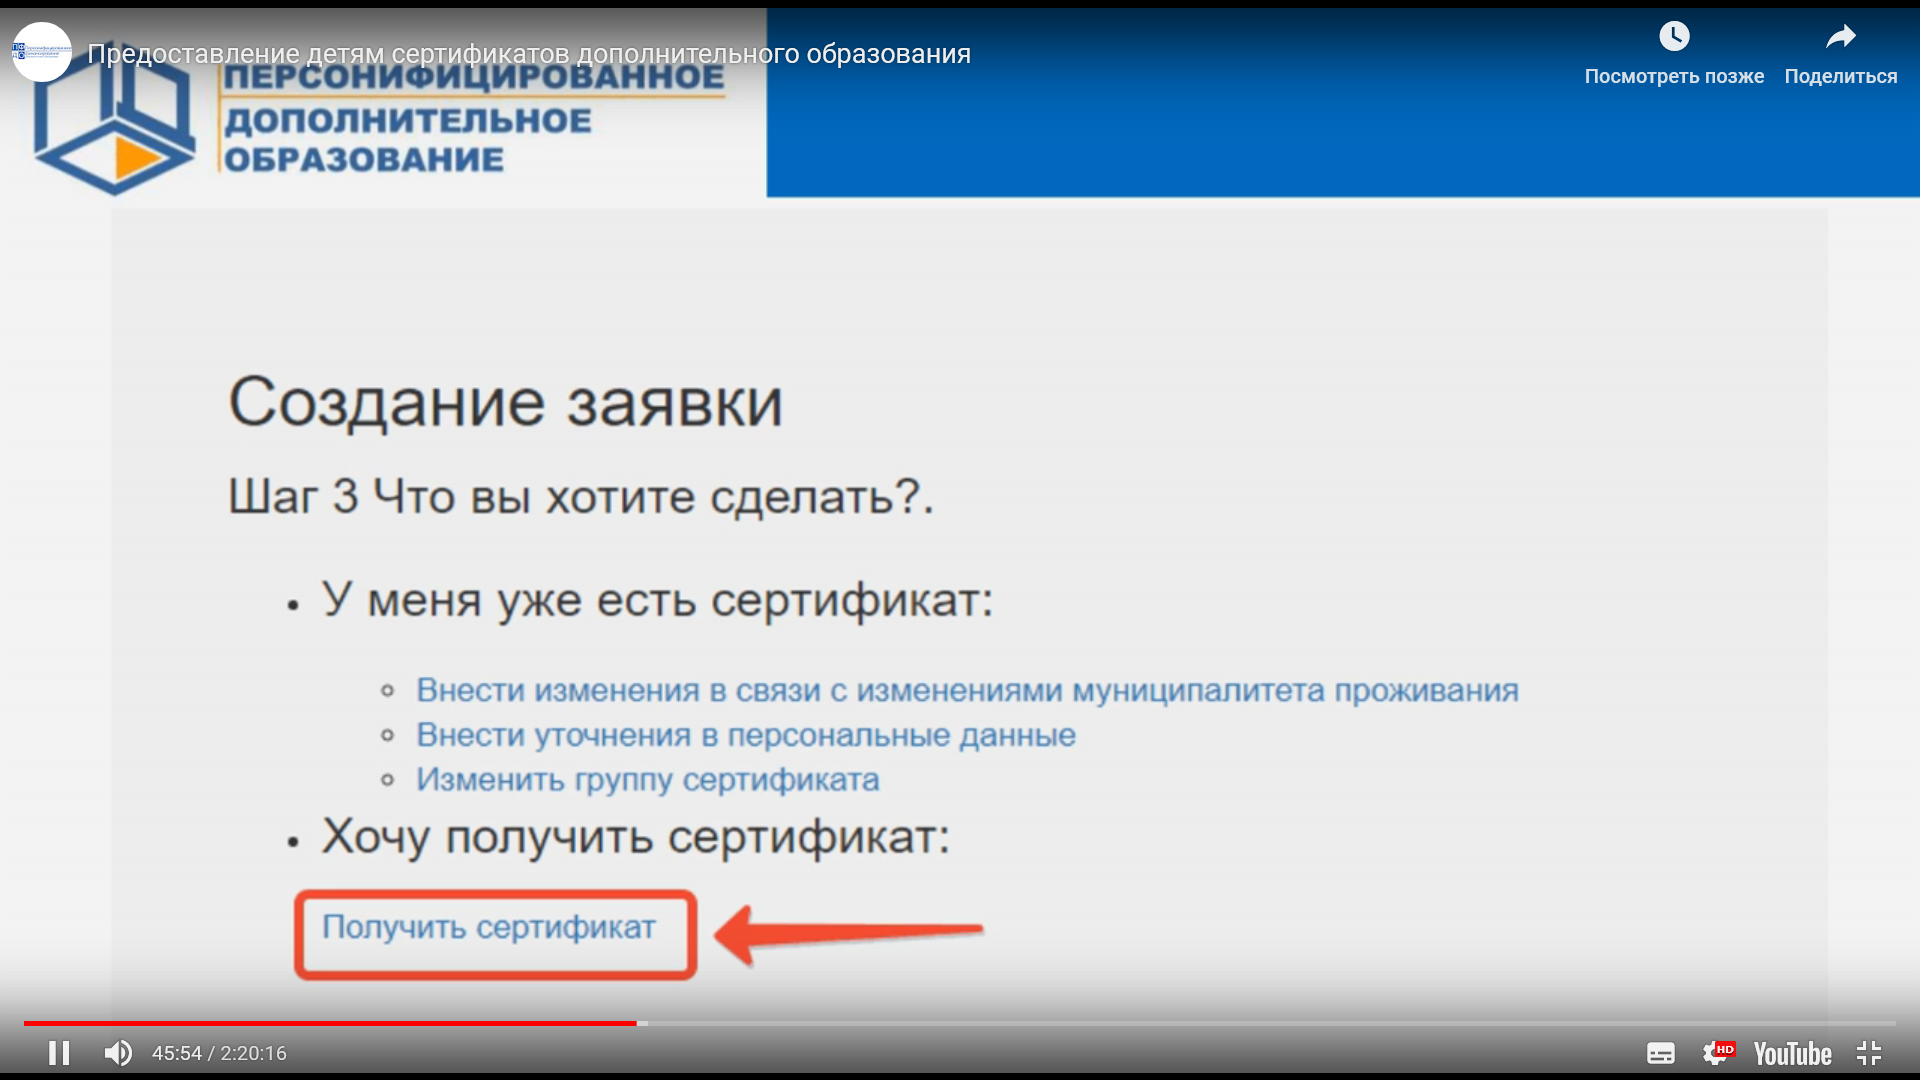 Предоставление детям сертификатов дополнительного образования
Посмотреть позже
Поделиться
ПЕРСОНИФИЦИРОВАННОЕ
ДОПОЛНИТЕЛЬНОЕ
ОБРАЗОВАНИЕ
Создание заявки
Шаг 3 Что вы хотите сделать?.
• У меня уже есть сертификат:
Внести изменения в связи с изменениями муниципалитета проживания
Внести уточнения в персональные данные
Изменить группу сертификата
• Хочу получить сертификат:
Получить сертификат
45:54 / 2:20:16
HD
YouTube